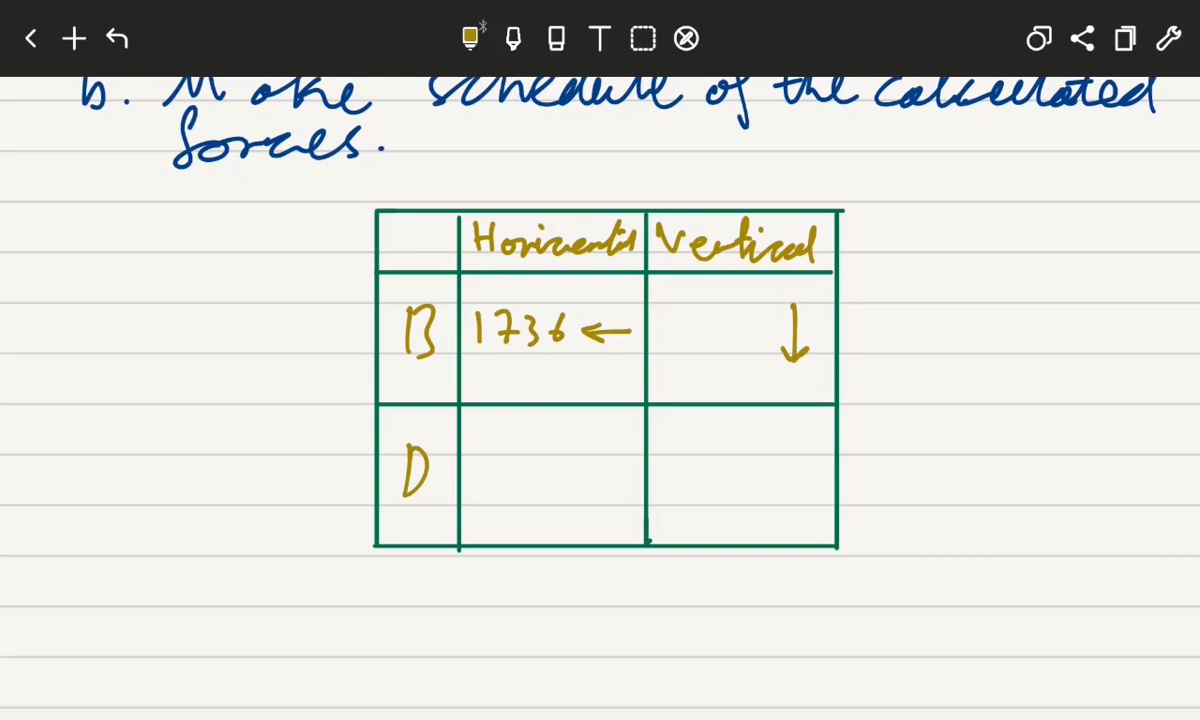 b. Make schedule of the calculated
forces.
Horizontal Vertical
B 1736 ← ↓
D